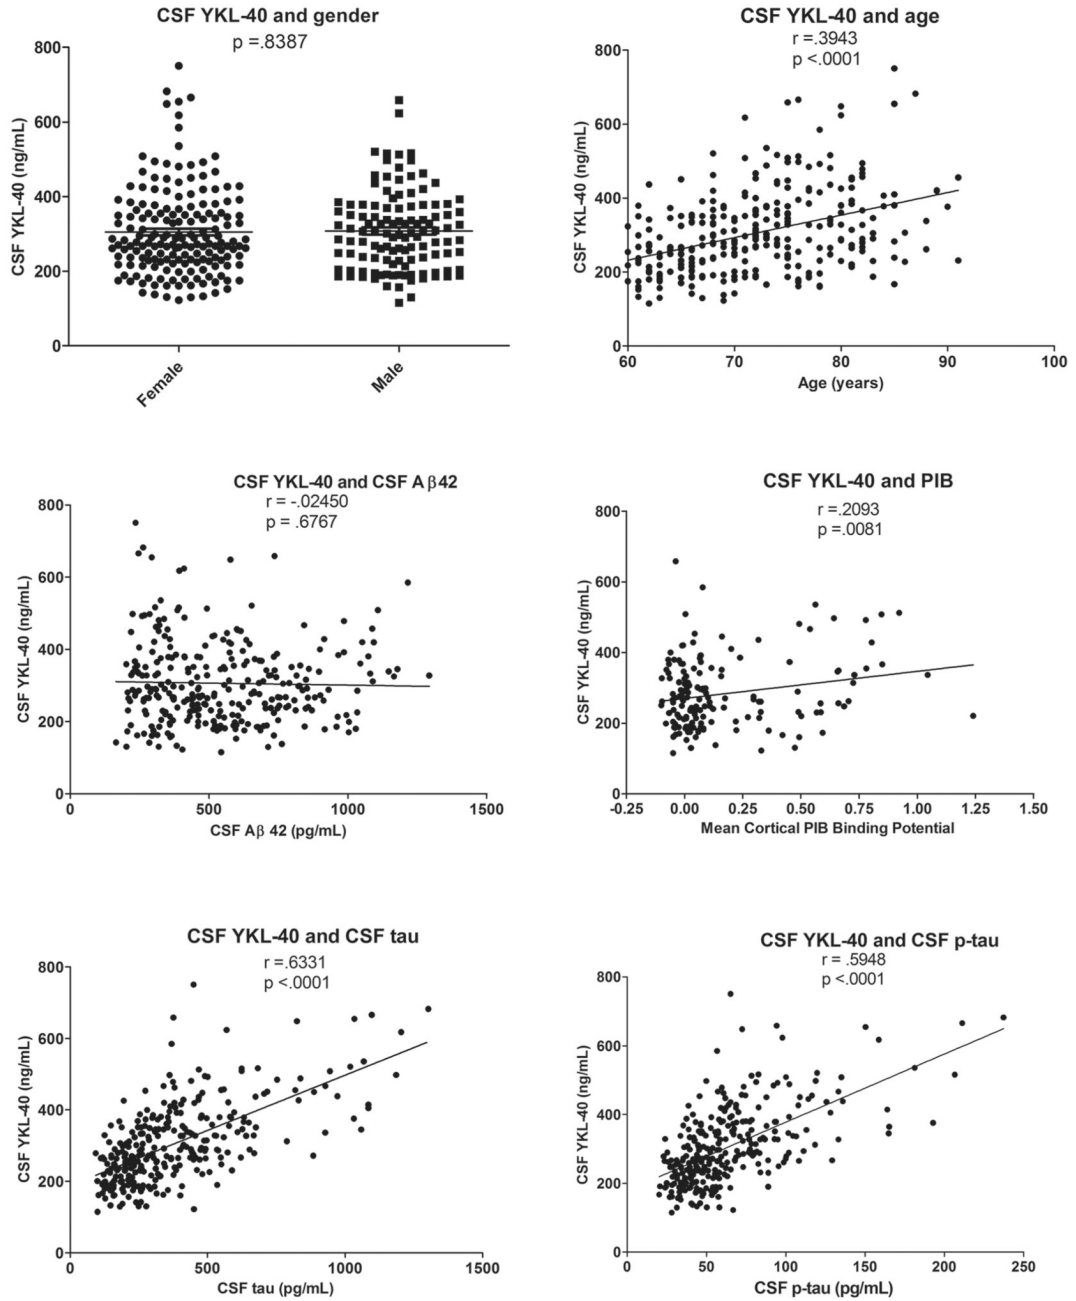 CSF YKL-40 and gender
p =.8387
CSF YKL-40 (ng/mL)
800
600
400
200
0
Female
Male
CSF YKL-40 and age
r =.3943
p <.0001
CSF YKL-40 (ng/mL)
800
600
400
200
0
60
70
80
90
100
Age (years)
CSF YKL-40 and CSF Aβ42
r = -.02450
p = .6767
CSF YKL-40 (ng/mL)
800
600
400
200
0
0
500
1000
1500
CSF Aβ 42 (pg/mL)
CSF YKL-40 and PIB
r =.2093
p =.0081
CSF YKL-40 (ng/mL)
800
600
400
200
0
-0.25
0.00
0.25
0.50
0.75
1.00
1.25
1.50
Mean Cortical PIB Binding Potential
CSF YKL-40 and CSF tau
r =.6331
p <.0001
CSF YKL-40 (ng/mL)
800
600
400
200
0
0
500
1000
1500
CSF tau (pg/mL)
CSF YKL-40 and CSF p-tau
r = .5948
p <.0001
CSF YKL-40 (ng/mL)
800
600
400
200
0
0
50
100
150
200
250
CSF p-tau (pg/mL)